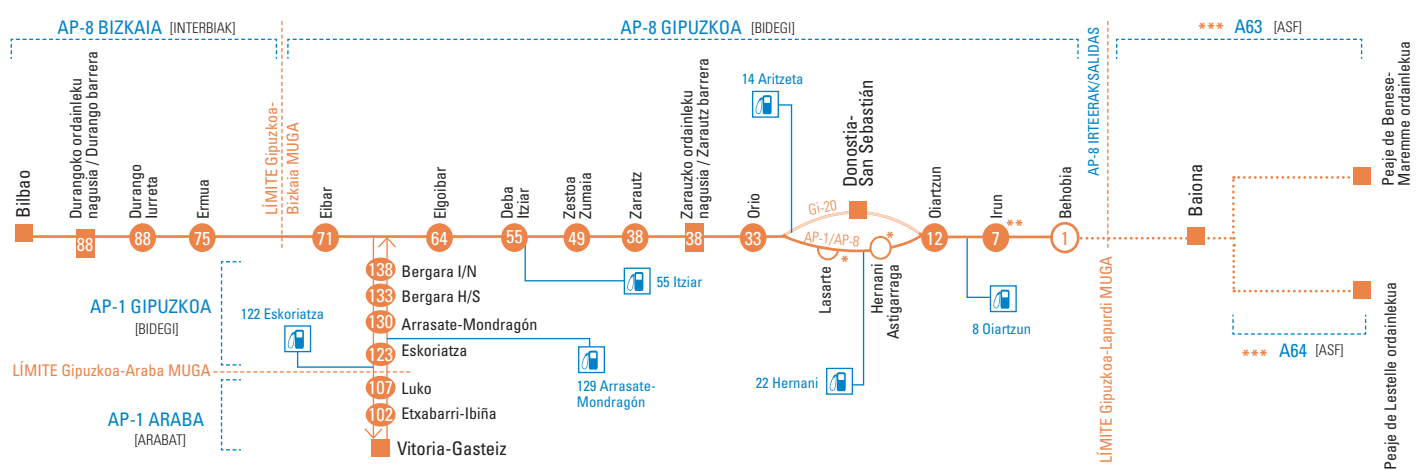 AP-8 BIZKAIA [INTERBIAK]
AP-8 GIPUZKOA [BIDEGI]
*** A63 [ASF]
LÍMITE Gipuzkoa-
Bizkaia MUGA
AP-8 IRTEERAK/SALIDAS
LÍMITE Gipuzkoa-Lapurdi MUGA
Bilbao
Durangoko ordainleku
nagusia / Durango barrera
88
Durango
Iurreta
88
Ermua
75
Eibar
71
Elgoibar
64
Deba
Itziar
55
Zestoa
Zumaia
49
Zarautz
38
Zarauzko ordainleku
nagusia / Zarautz barrera
38
Orio
33
14 Aritzeta
Donostia-
San Sebastián
Gi-20
AP-1/AP-8
Lasarte
*
Hernani
Astigarraga
*
Oiartzun
12
Irun
7
**
Behobia
1
Baiona
Peaje de Benese-
Maremme ordainlekua
Peaje de Lestelle ordainlekua
*** A64 [ASF]
55 Itziar
8 Oiartzun
22 Hernani
AP-1 GIPUZKOA
[BIDEGI]
122 Eskoriatza
138 Bergara I/N
133 Bergara H/S
130 Arrasate-Mondragón
123 Eskoriatza
129 Arrasate-
Mondragón
LÍMITE Gipuzkoa-Araba MUGA
AP-1 ARABA
[ARABAT]
107 Luko
102 Etxabarri-Ibiña
Vitoria-Gasteiz